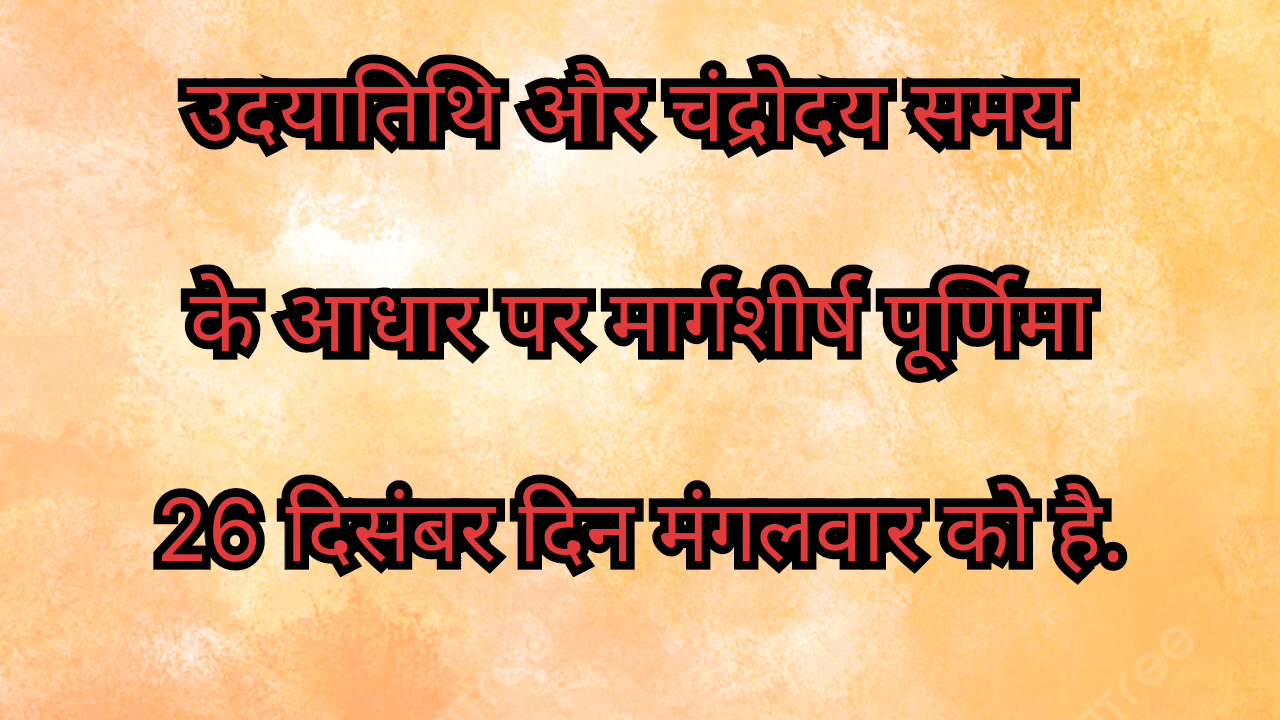 उदयातिथि और चंद्रोदय समय
के आधार पर मार्गशीर्ष पूर्णिमा
26 दिसंबर दिन मंगलवार को है.